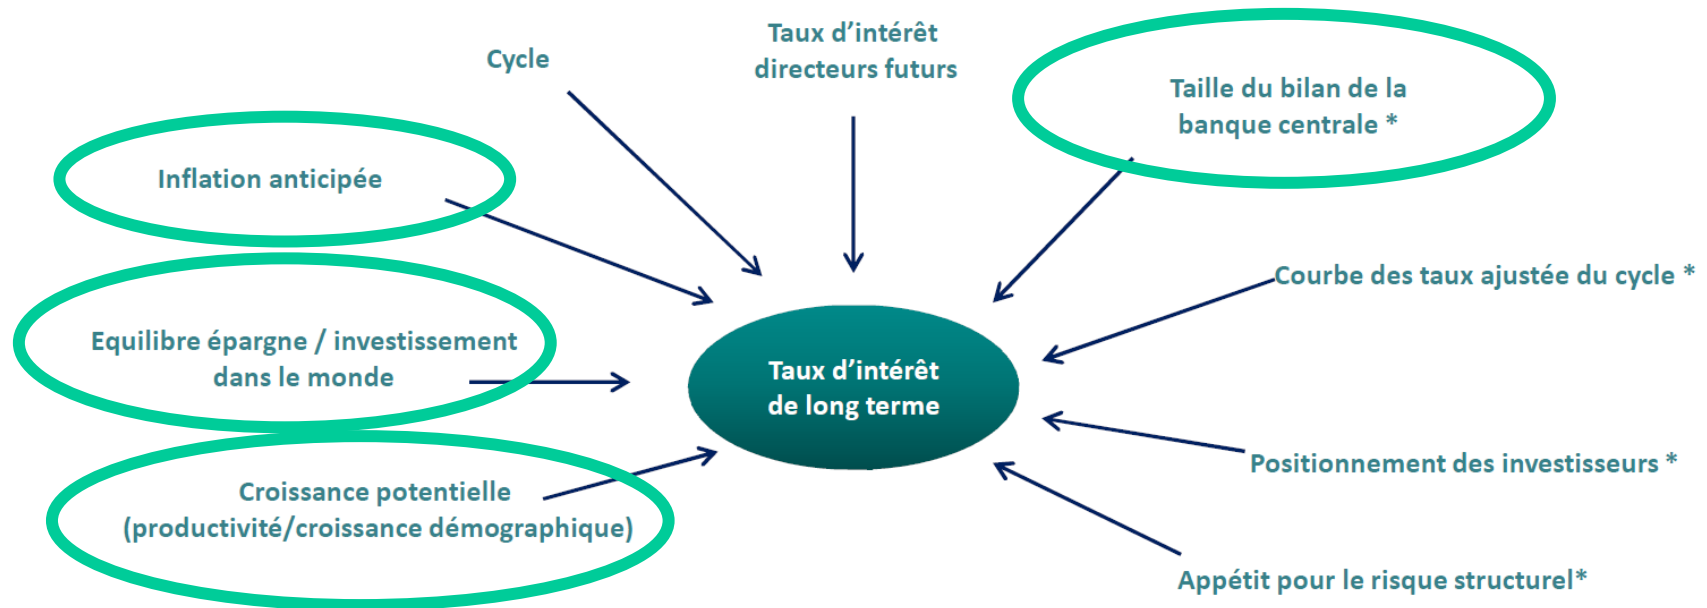 Cycle
Taux d’intérêt
directeurs futurs
Taille du bilan de la
banque centrale *
Inflation anticipée
Courbe des taux ajustée du cycle *
Equilibre épargne / investissement
dans le monde
Taux d’intérêt
de long terme
Positionnement des investisseurs *
Croissance potentielle
(productivité/croissance démographique)
Appétit pour le risque structurel*